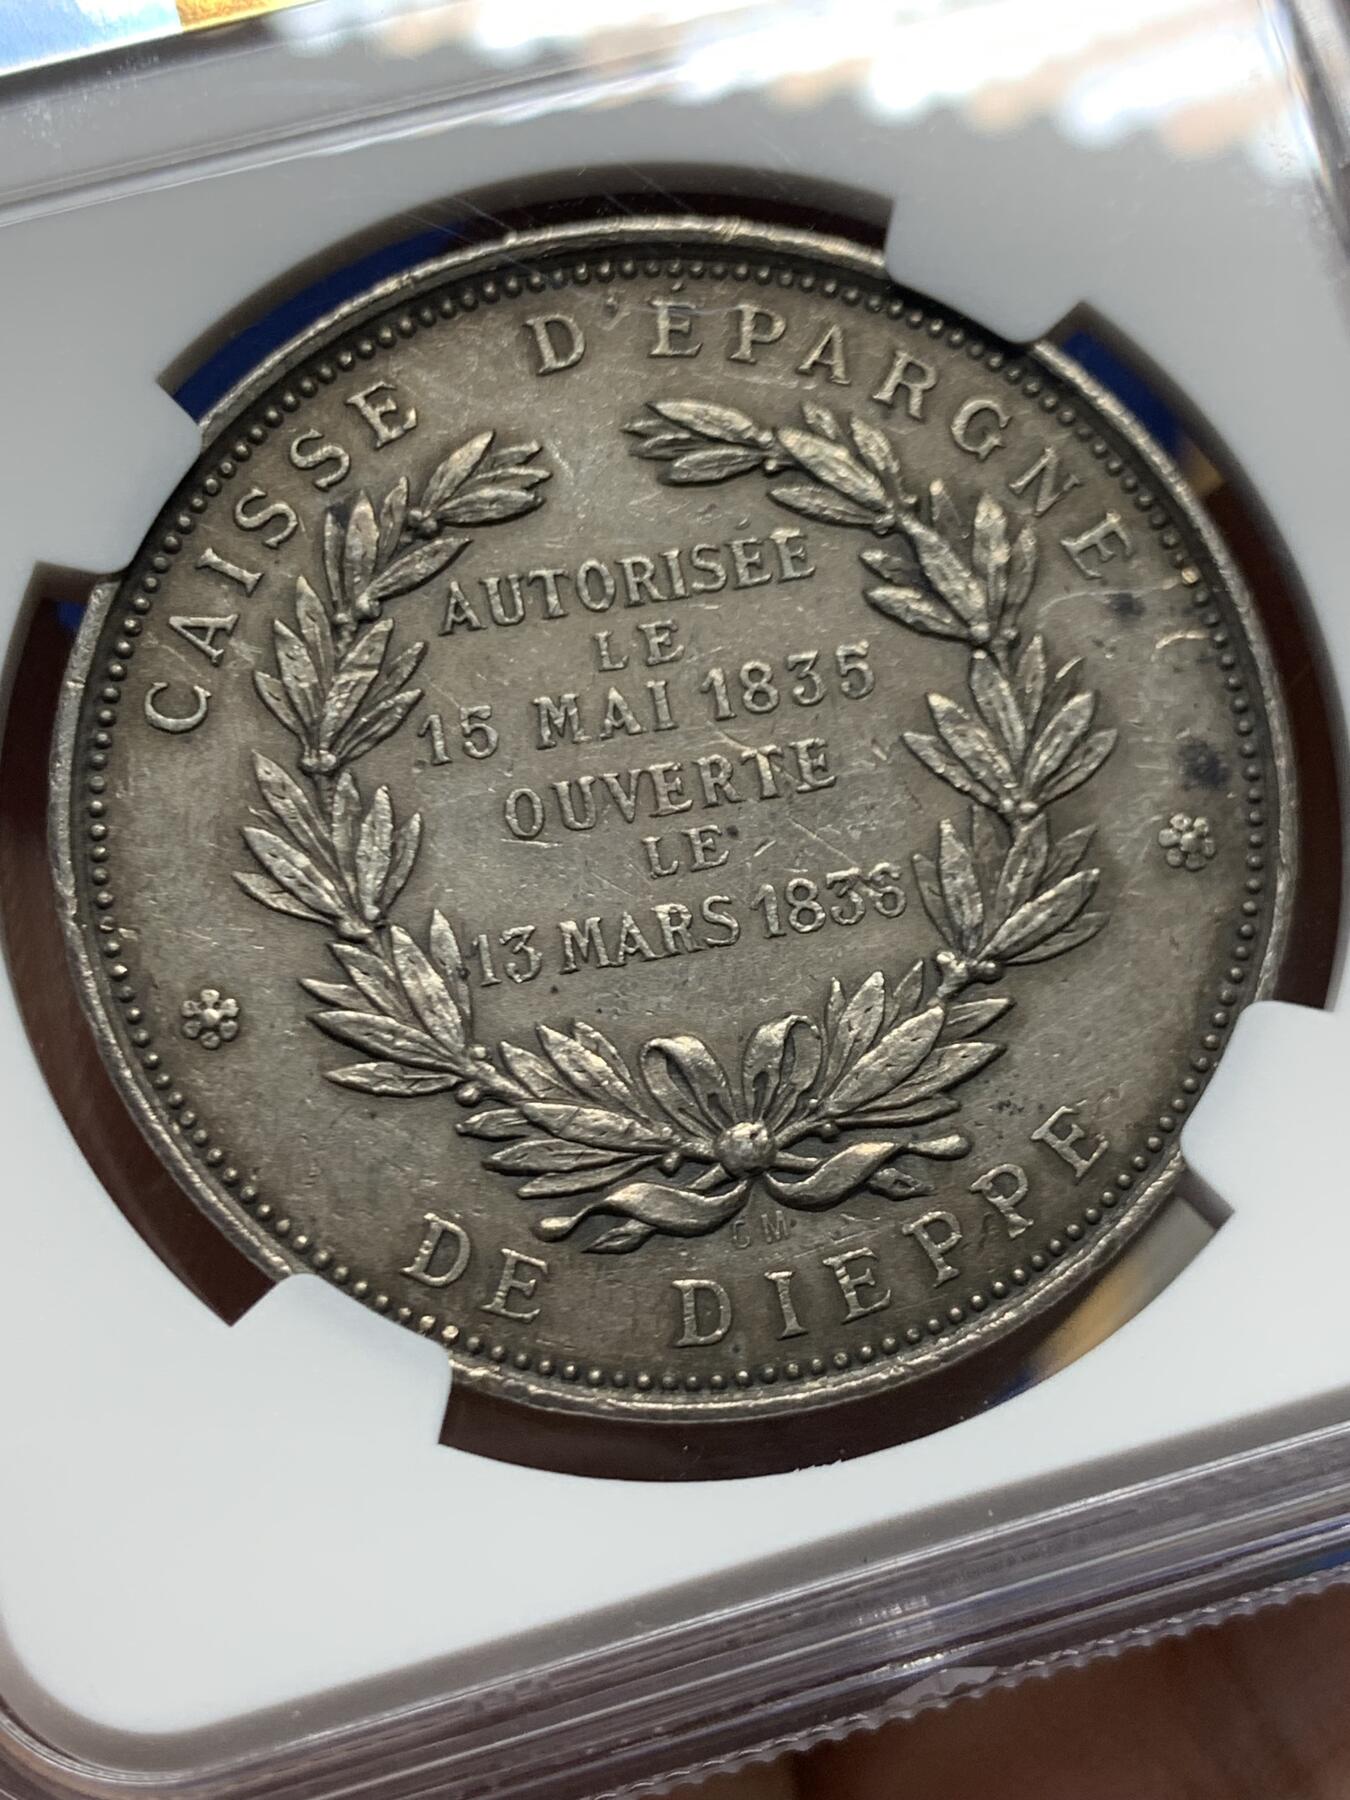 CAISSE D'ÉPARGNE
AUTORISÉE
LE
15 MAI 1835
OUVERTE
LE
13 MARS 1836
CM
DE DIEPPE